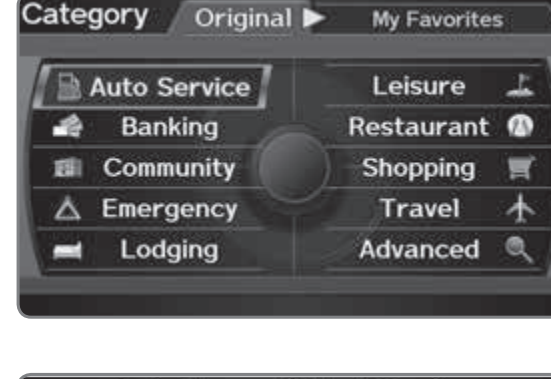 Category Original My Favorites
Auto Service Leisure
Banking Restaurant
Community Shopping
Emergency Travel
Lodging Advanced